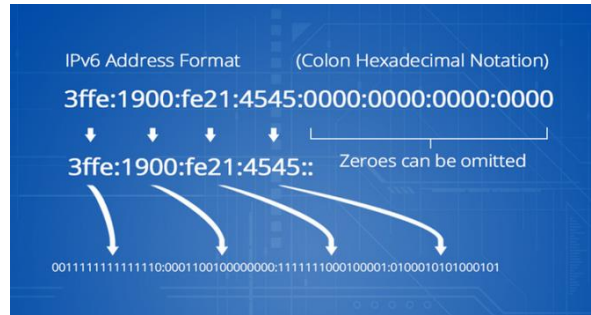 IPv6 Address Format (Colon Hexadecimal Notation)
3ffe:1900:fe21:4545:0000:0000:0000:0000
3ffe:1900:fe21:4545::
Zeroes can be omitted
0011111111111110:0001100100000000:1111111000100001:0100010101000101